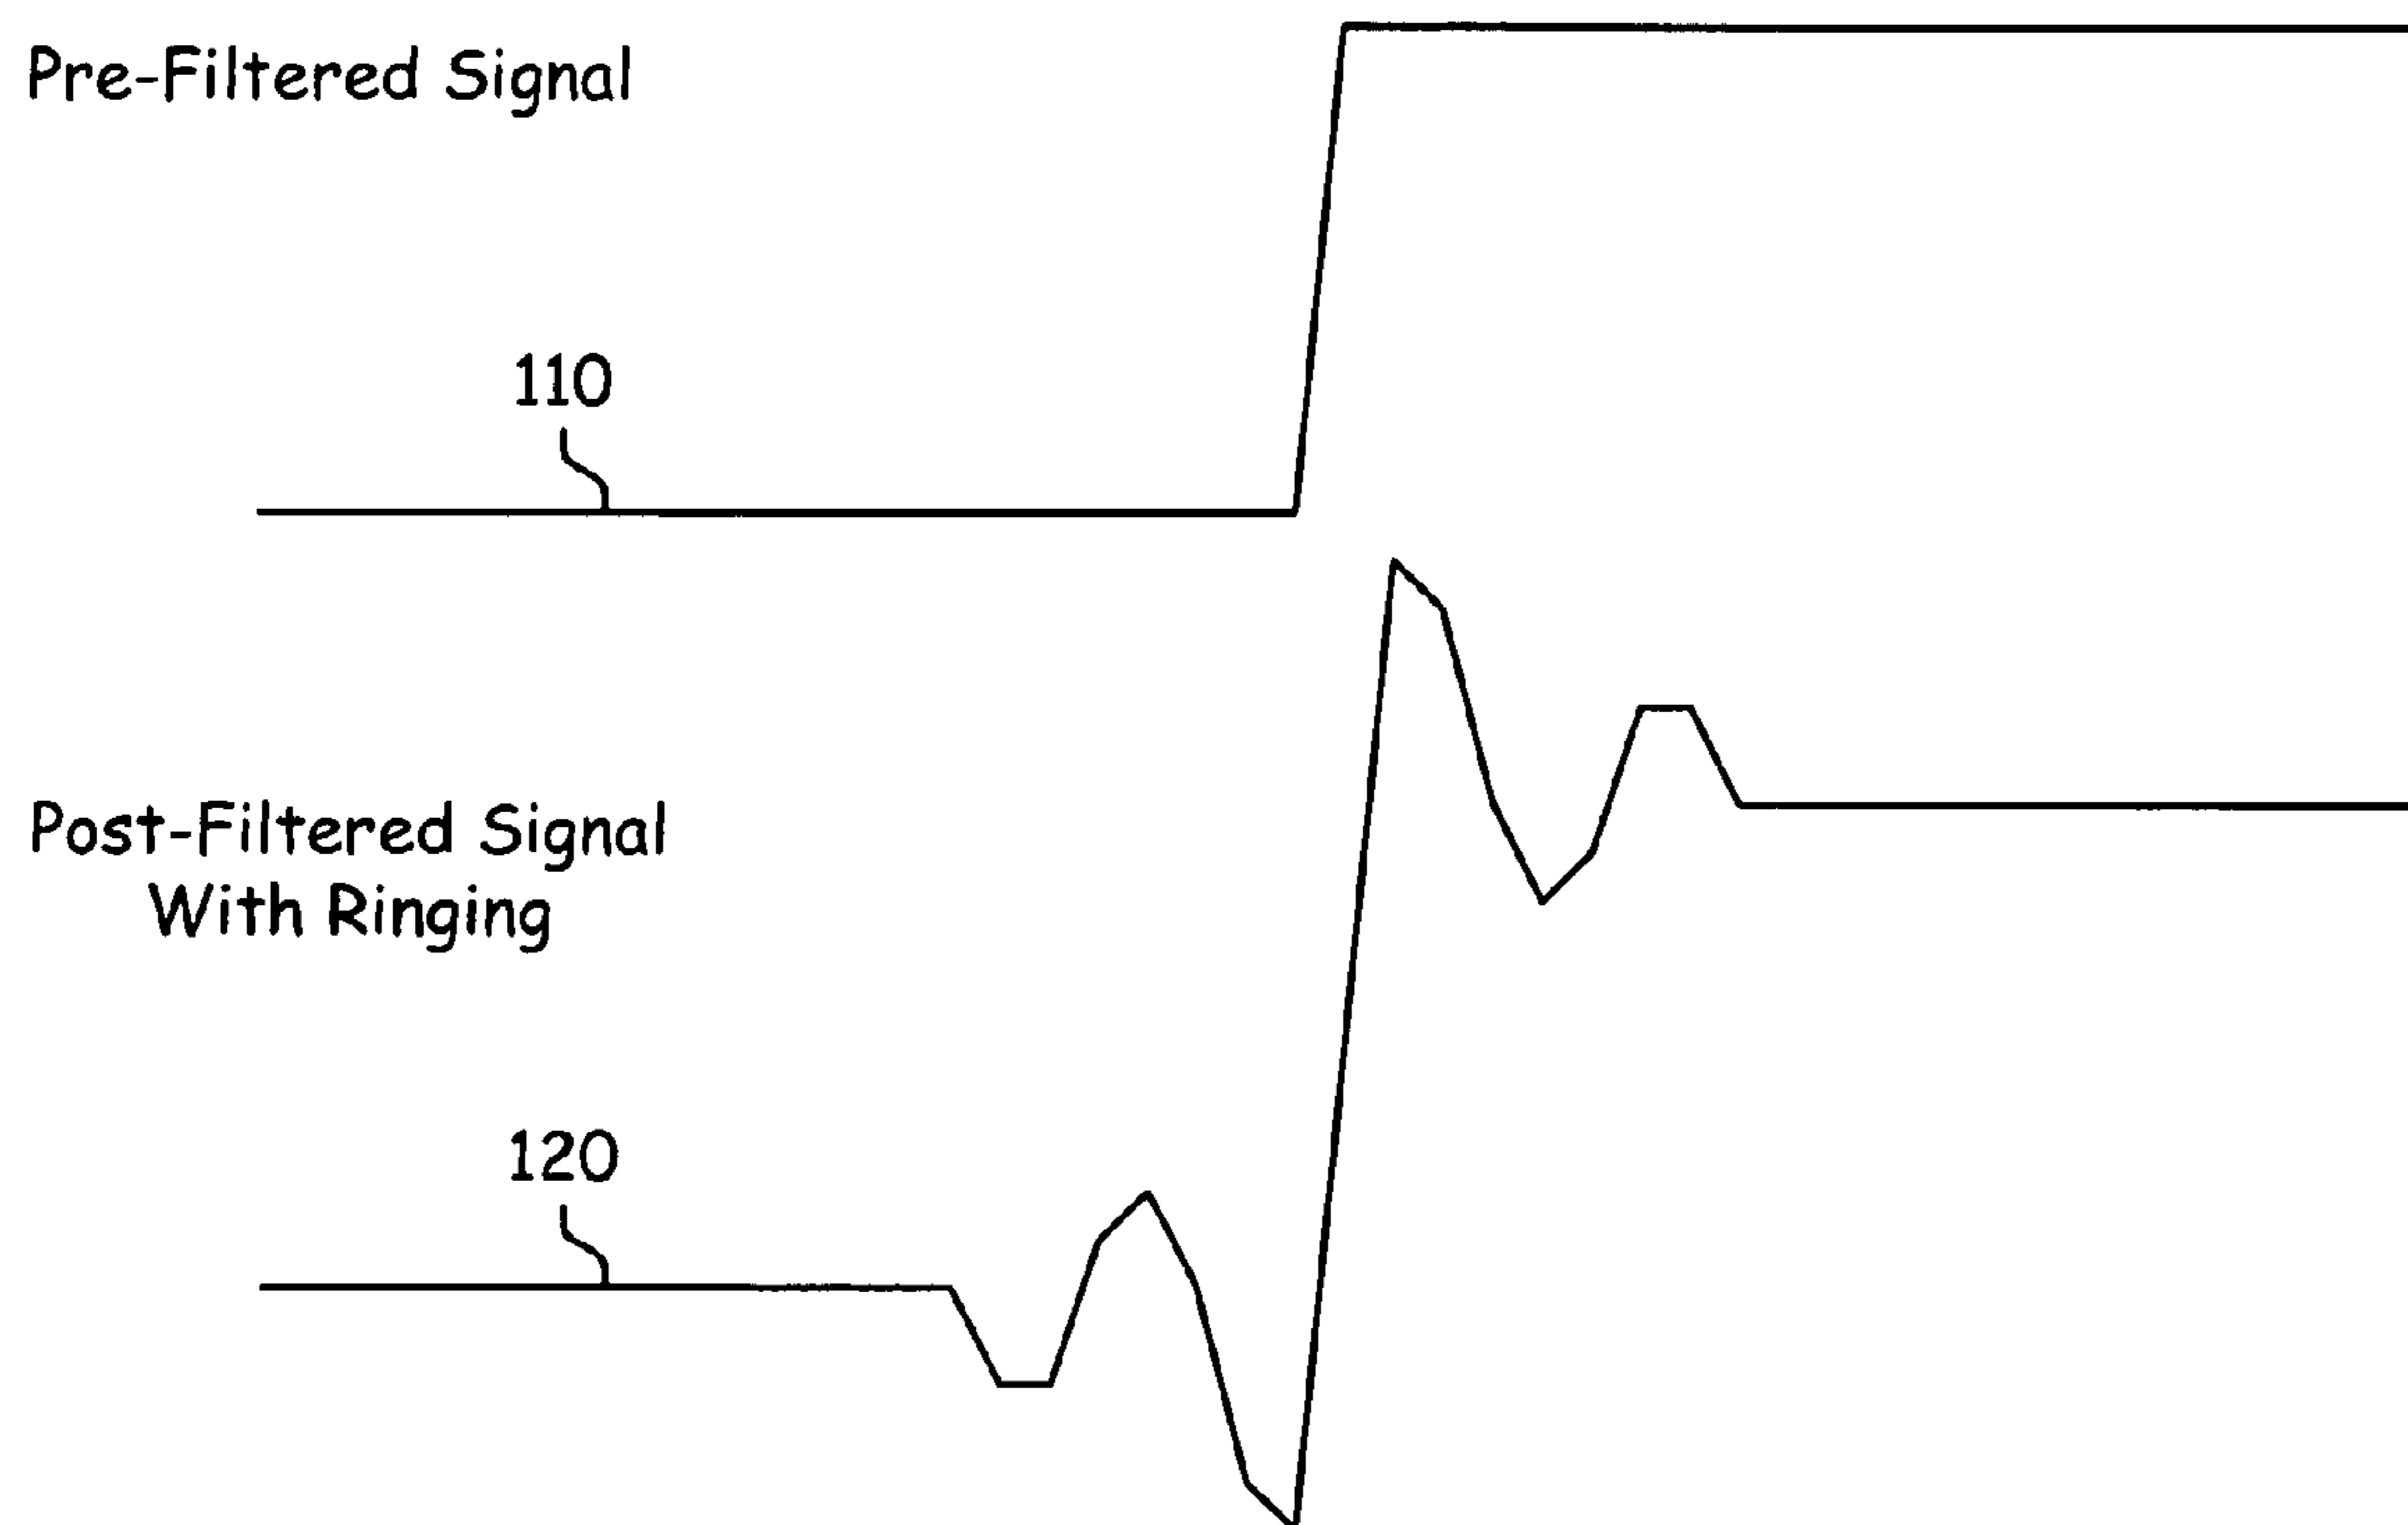 Pre-Filtered Signal
110
Post-Filtered Signal
With Ringing
120